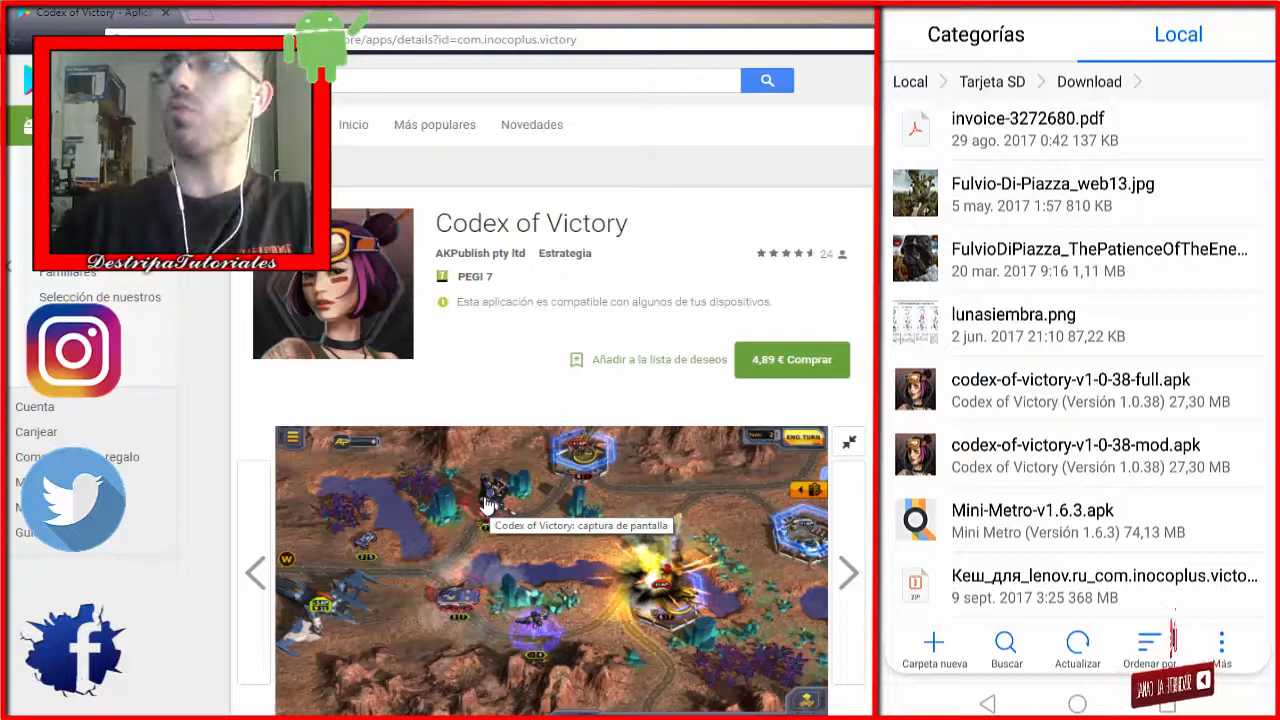 Codex of Victory - Aplic
ore/apps/details?id=com.inocoplus.victory
Inicio
Más populares
Novedades
DestripaTutoriales
Familiares
Selección de nuestros
Cuenta
Canjear
Codex of Victory
AKPublish pty ltd
Estrategia
24
PEGI 7
Esta aplicación es compatible con algunos de tus dispositivos.
Añadir a la lista de deseos
4,89 € Comprar
END TURN
Codex of Victory: captura de pantalla
Categorías
Local
Local
Tarjeta SD
Download
invoice-3272680.pdf
29 ago. 2017 0:42 137 KB
Fulvio-Di-Piazza_web13.jpg
5 may. 2017 1:57 810 KB
FulvioDiPiazza_ThePatienceOfTheEne...
20 mar. 2017 9:16 1,11 MB
lunasiembra.png
2 jun. 2017 21:10 87,22 KB
codex-of-victory-v1-0-38-full.apk
Codex of Victory (Versión 1.0.38) 27,30 MB
codex-of-victory-v1-0-38-mod.apk
Codex of Victory (Versión 1.0.38) 27,30 MB
Mini-Metro-v1.6.3.apk
Mini Metro (Versión 1.6.3) 74,13 MB
Кеш_для_lenov.ru_com.inocoplus.victo...
9 sept. 2017 3:25 368 MB
Carpeta nueva
Buscar
Actualizar
Ordenar por
Más